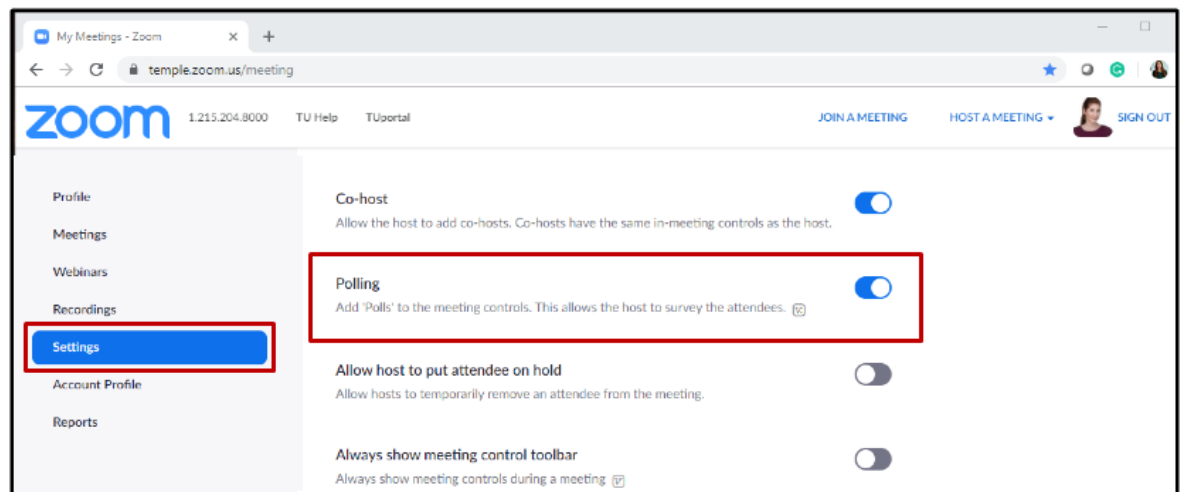 My Meetings - Zoom
temple.zoom.us/meeting
zoom 1.215.204.8000 TU Help TUportal JOIN A MEETING HOST A MEETING SIGN OUT
Profile
Meetings
Webinars
Recordings
Settings
Account Profile
Reports
Co-host
Allow the host to add co-hosts. Co-hosts have the same in-meeting controls as the host.
Polling
Add 'Polls' to the meeting controls. This allows the host to survey the attendees.
Allow host to put attendee on hold
Allow hosts to temporarily remove an attendee from the meeting.
Always show meeting control toolbar
Always show meeting controls during a meeting